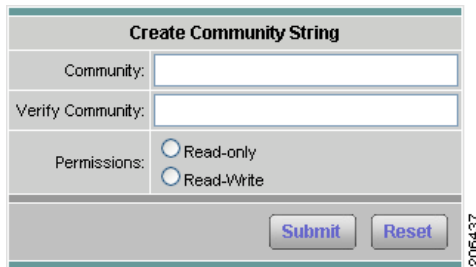 Create Community String
Community:
Verify Community:
Permissions:
Read-only
Read-Write
Submit Reset
206437